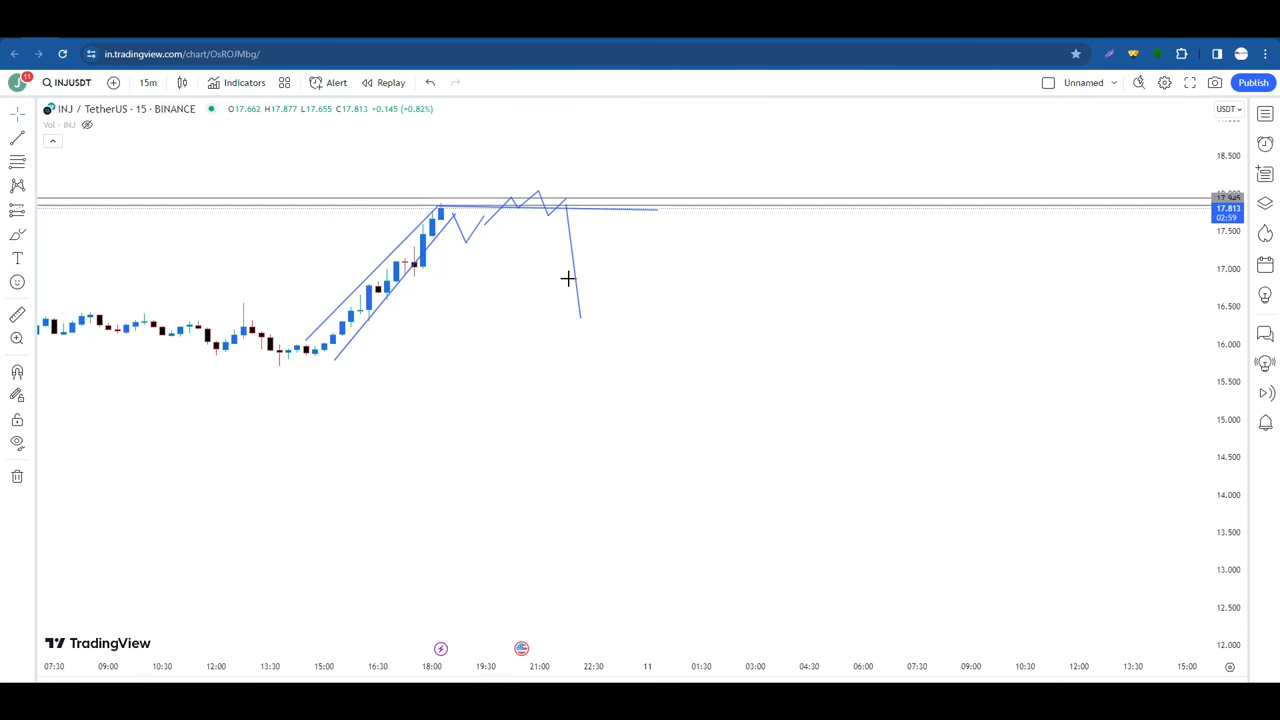 in.tradingview.com/chart/OsROJMbg/
11
J
INJUSDT
15m
Indicators
Alert
Replay
Unnamed
Publish
INJ / TetherUS · 15 · BINANCE
O17.662 H17.877 L17.655 C17.813 +0.145 (+0.82%)
USDT
Vol · INJ
18.500
18.000
17.945
17.813
02:59
17.500
17.000
16.500
16.000
15.500
15.000
14.500
14.000
13.500
13.000
12.500
12.000
TradingView
07:30 09:00 10:30 12:00 13:30 15:00 16:30 18:00 19:30 21:00 22:30 11 01:30 03:00 04:30 06:00 07:30 09:00 10:30 12:00 13:30 15:00